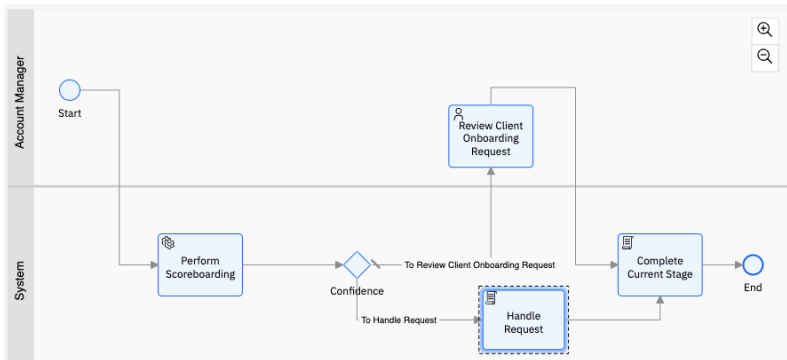 Account Manager
Start
Review Client
Onboarding
Request
System
Perform
Scoreboarding
Confidence
To Review Client Onboarding Request
To Handle Request
Handle
Request
Complete
Current Stage
End